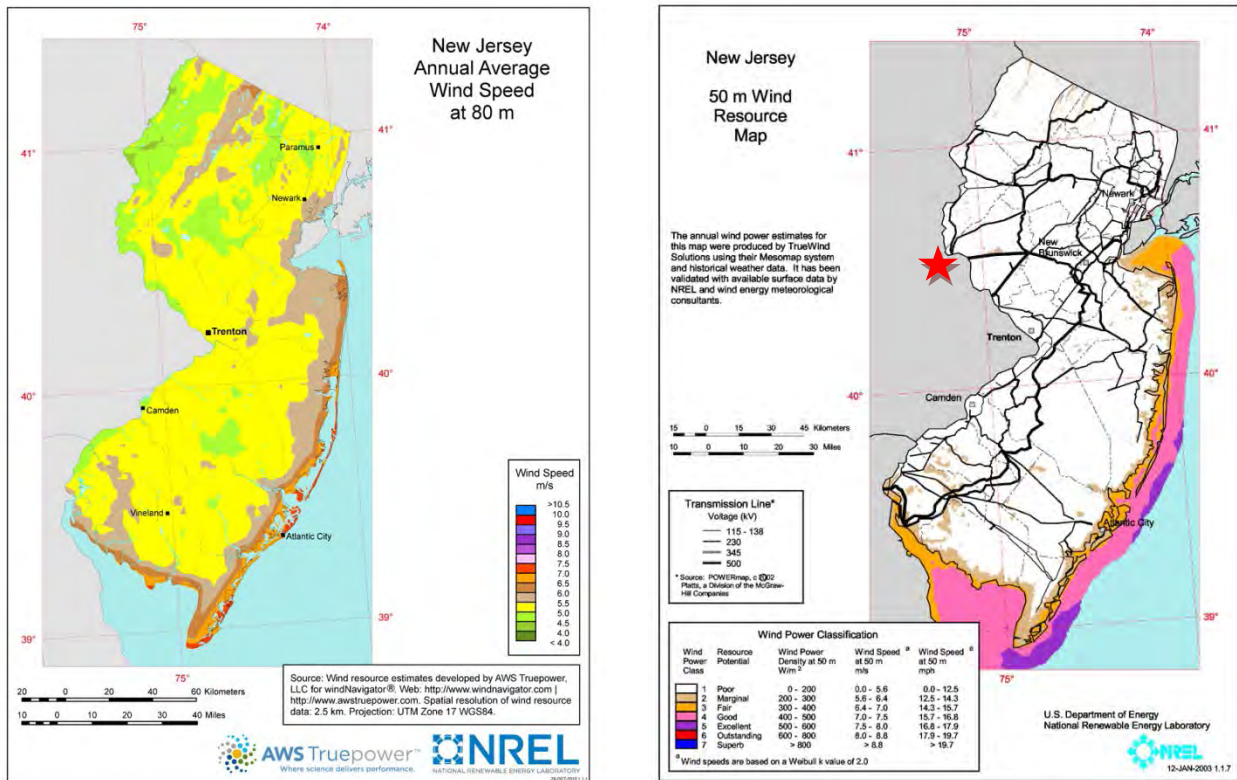 New Jersey
Annual Average
Wind Speed
at 80 m
75°
74°
41°
41°
40°
40°
39°
39°
75°
Paramus
Newark
Trenton
Camden
Vineland
Atlantic City
Wind Speed
m/s
>10.5
10.0
9.5
9.0
8.5
8.0
7.5
7.0
6.5
6.0
5.5
5.0
4.5
4.0
< 4.0
20 0 20 40 60 Kilometers
10 0 10 20 30 40 Miles
Source: Wind resource estimates developed by AWS Truepower,
LLC for windNavigator®. Web: http://www.windnavigator.com |
http://www.awstruepower.com. Spatial resolution of wind resource
data: 2.5 km. Projection: UTM Zone 17 WGS84.
AWS Truepower™
Where science delivers performance.
NREL
NATIONAL RENEWABLE ENERGY LABORATORY
New Jersey
50 m Wind
Resource
Map
75°
74°
41°
41°
40°
40°
39°
39°
75°
Newark
New
Brunswick
Trenton
Camden
Atlantic City
The annual wind power estimates for
this map were produced by TrueWind
Solutions using their Mesomap system
and historical weather data. It has been
validated with available surface data by
NREL and wind energy meteorological
consultants.
15 0 15 30 45 Kilometers
10 0 10 20 30 Miles
Transmission Line*
Voltage (kV)
115 - 138
230
345
500
* Source: POWERmap, c 2002
Platts, a Division of the McGraw-
Hill Companies
Wind Power Classification
Wind Power Class Resource Potential Wind Power Density at 50 m W/m² Wind Speed ᵃ at 50 m m/s Wind Speed ᵃ at 50 m mph
1 Poor 0 - 200 0.0 - 5.6 0.0 - 12.5
2 Marginal 200 - 300 5.6 - 6.4 12.5 - 14.3
3 Fair 300 - 400 6.4 - 7.0 14.3 - 15.7
4 Good 400 - 500 7.0 - 7.5 15.7 - 16.8
5 Excellent 500 - 600 7.5 - 8.0 16.8 - 17.9
6 Outstanding 600 - 800 8.0 - 8.8 17.9 - 19.7
7 Superb > 800 > 8.8 > 19.7
ᵃ Wind speeds are based on a Weibull k value of 2.0
U.S. Department of Energy
National Renewable Energy Laboratory
NREL
12-JAN-2003 1.1.7